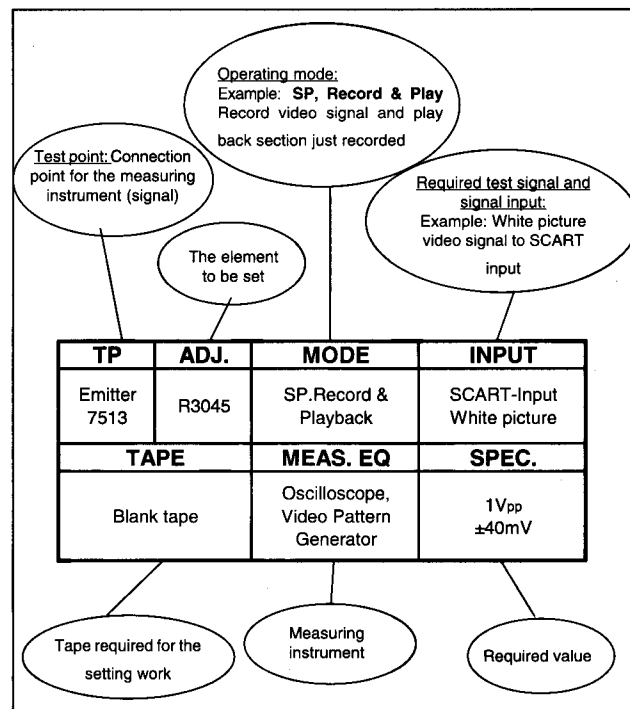 Operating mode:
Example: SP, Record & Play
Record video signal and play
back section just recorded
Test point: Connection
point for the measuring
instrument (signal)
Required test signal and
signal input:
Example: White picture
video signal to SCART
input
The element
to be set
TP ADJ. MODE INPUT
Emitter
7513
R3045
SP.Record &
Playback
SCART-Input
White picture
TAPE MEAS. EQ SPEC.
Blank tape
Oscilloscope,
Video Pattern
Generator
1Vpp
±40mV
Tape required for the
setting work
Measuring
instrument
Required value